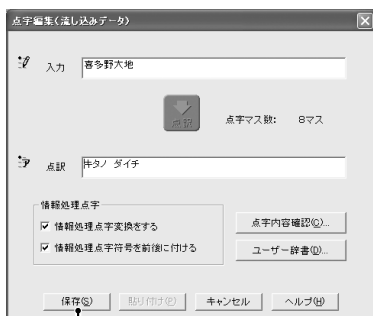 点字編集(流し込みデータ)
入力
喜多野大地
点訳
点字マス数: 8マス
点訳
キタノ ダイチ
情報処理点字
情報処理点字変換をする
情報処理点字符号を前後に付ける
点字内容確認(C)...
ユーザー辞書(D)...
保存(S)
貼り付け(P)
キャンセル
ヘルプ(H)